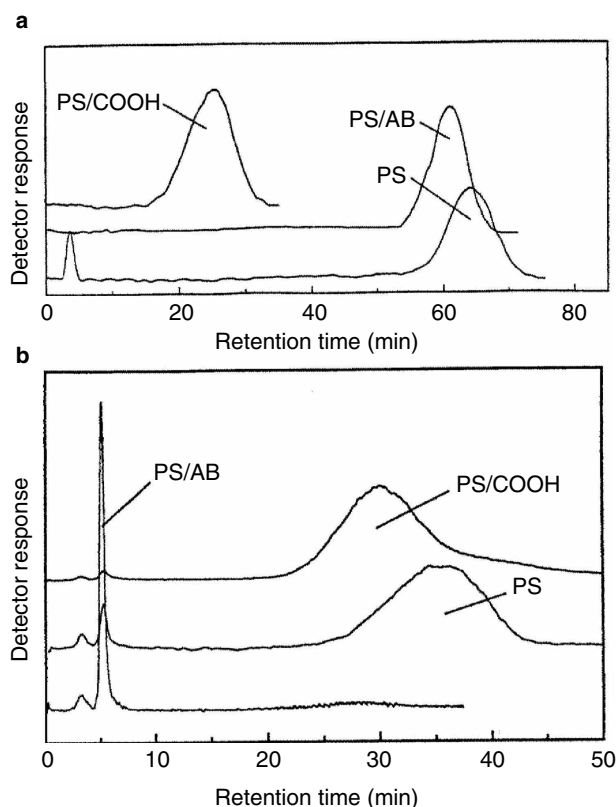 a
PS/COOH
PS/AB
PS
Detector response
0 20 40 60 80
Retention time (min)
b
PS/AB
PS/COOH
PS
Detector response
0 10 20 30 40 50
Retention time (min)